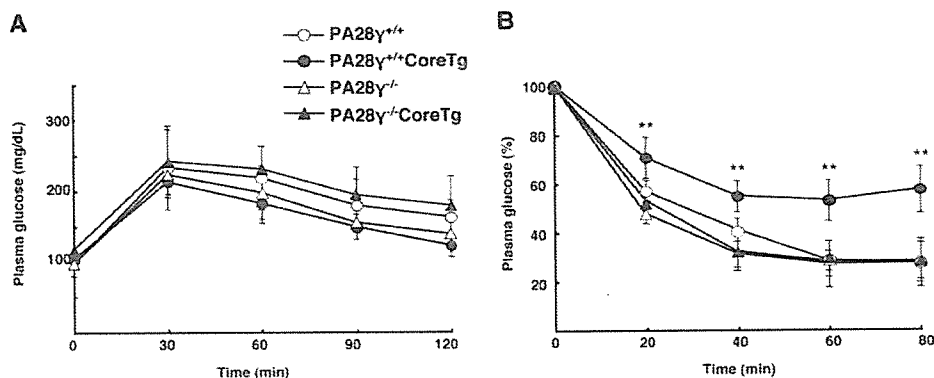 A
PA28γ+/+
PA28γ+/+CoreTg
PA28γ-/-
PA28γ-/-CoreTg
Plasma glucose (mg/dL)
300
200
100
0 30 60 90 120
Time (min)
B
Plasma glucose (%)
100
80
60
40
20
** ** ** **
0 20 40 60 80
Time (min)